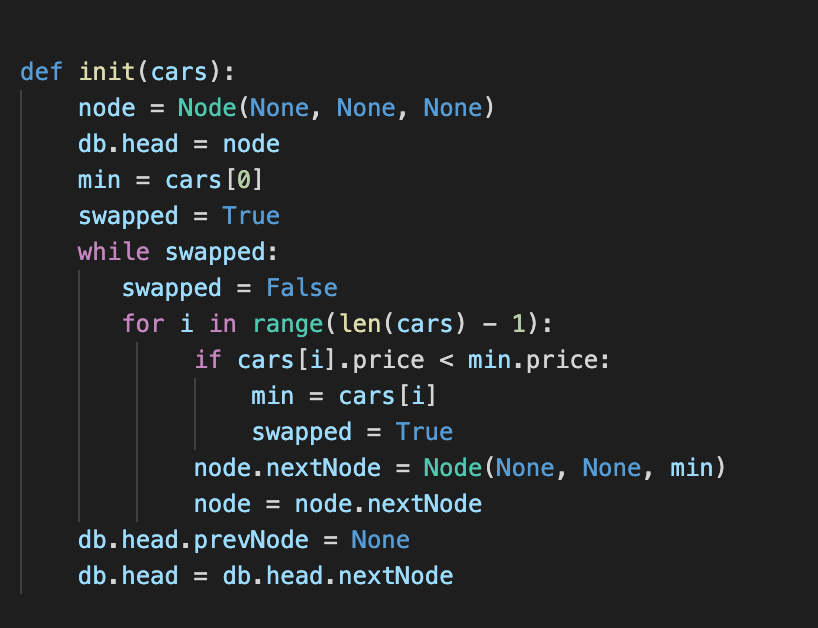 def init(cars):
    node = Node(None, None, None)
    db.head = node
    min = cars[0]
    swapped = True
    while swapped:
       swapped = False
       for i in range(len(cars) - 1):
            if cars[i].price < min.price:
                min = cars[i]
                swapped = True
            node.nextNode = Node(None, None, min)
            node = node.nextNode
    db.head.prevNode = None
    db.head = db.head.nextNode